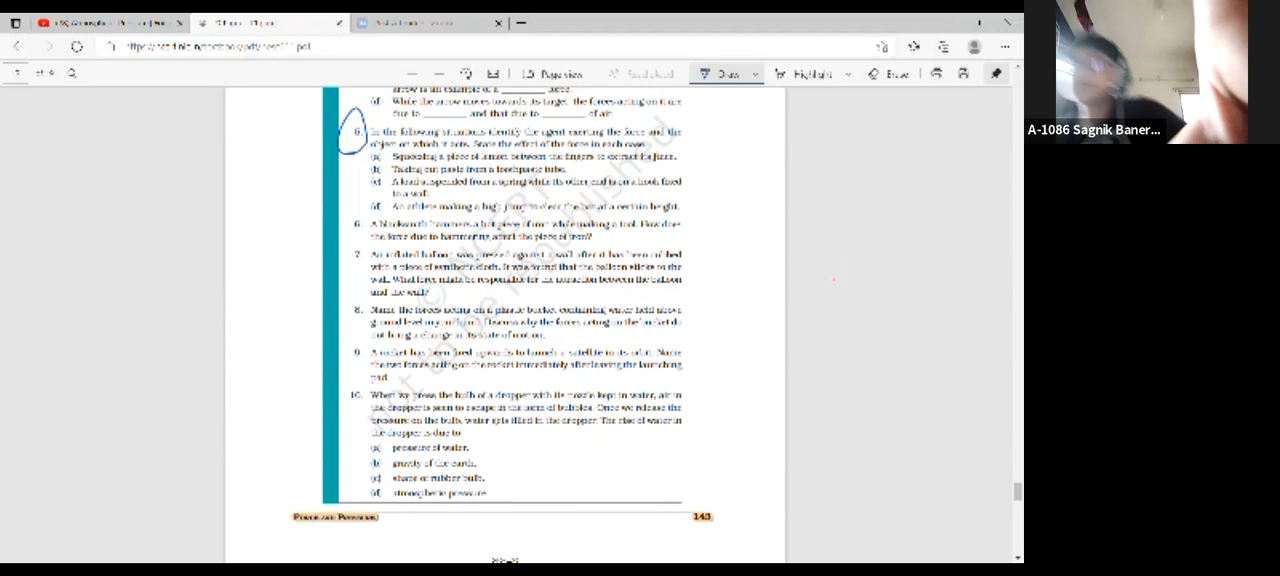 https://
Page view
Read aloud
Draw
Highlight
Erase
A-1086 Sagnik Baner...
arrow is an example of a ________ force.
(d) While the arrow moves towards its target, the forces acting on it are
due to ________ and that due to ________ of air.
5. In the following situations identify the agent exerting the force and the
object on which it acts. State the effect of the force in each case.
(a) Squeezing a piece of lemon between the fingers to extract its juice.
(b) Taking out paste from a toothpaste tube.
(c) A load suspended from a spring while its other end is on a hook fixed
to a wall.
(d) An athlete making a high jump to clear the bar at a certain height.
6. A blacksmith hammers a hot piece of iron while making a tool. How does
the force due to hammering affect the piece of iron?
7. An inflated balloon was pressed against a wall after it has been rubbed
with a piece of synthetic cloth. It was found that the balloon sticks to the
wall. What force might be responsible for the attraction between the balloon
and the wall?
8. Name the forces acting on a plastic bucket containing water held above
ground level in your hand. Discuss why the forces acting on the bucket do
not bring a change in its state of motion.
9. A rocket has been fired upwards to launch a satellite in its orbit. Name
the two forces acting on the rocket immediately after leaving the launching
pad.
10. When we press the bulb of a dropper with its nozzle kept in water, air in
the dropper is seen to escape in the form of bubbles. Once we release the
pressure on the bulb, water gets filled in the dropper. The rise of water in
the dropper is due to
(a) pressure of water.
(b) gravity of the earth.
(c) shape of rubber bulb.
(d) atmospheric pressure.
© NCERT
not to be republished
Force and Pressure
143